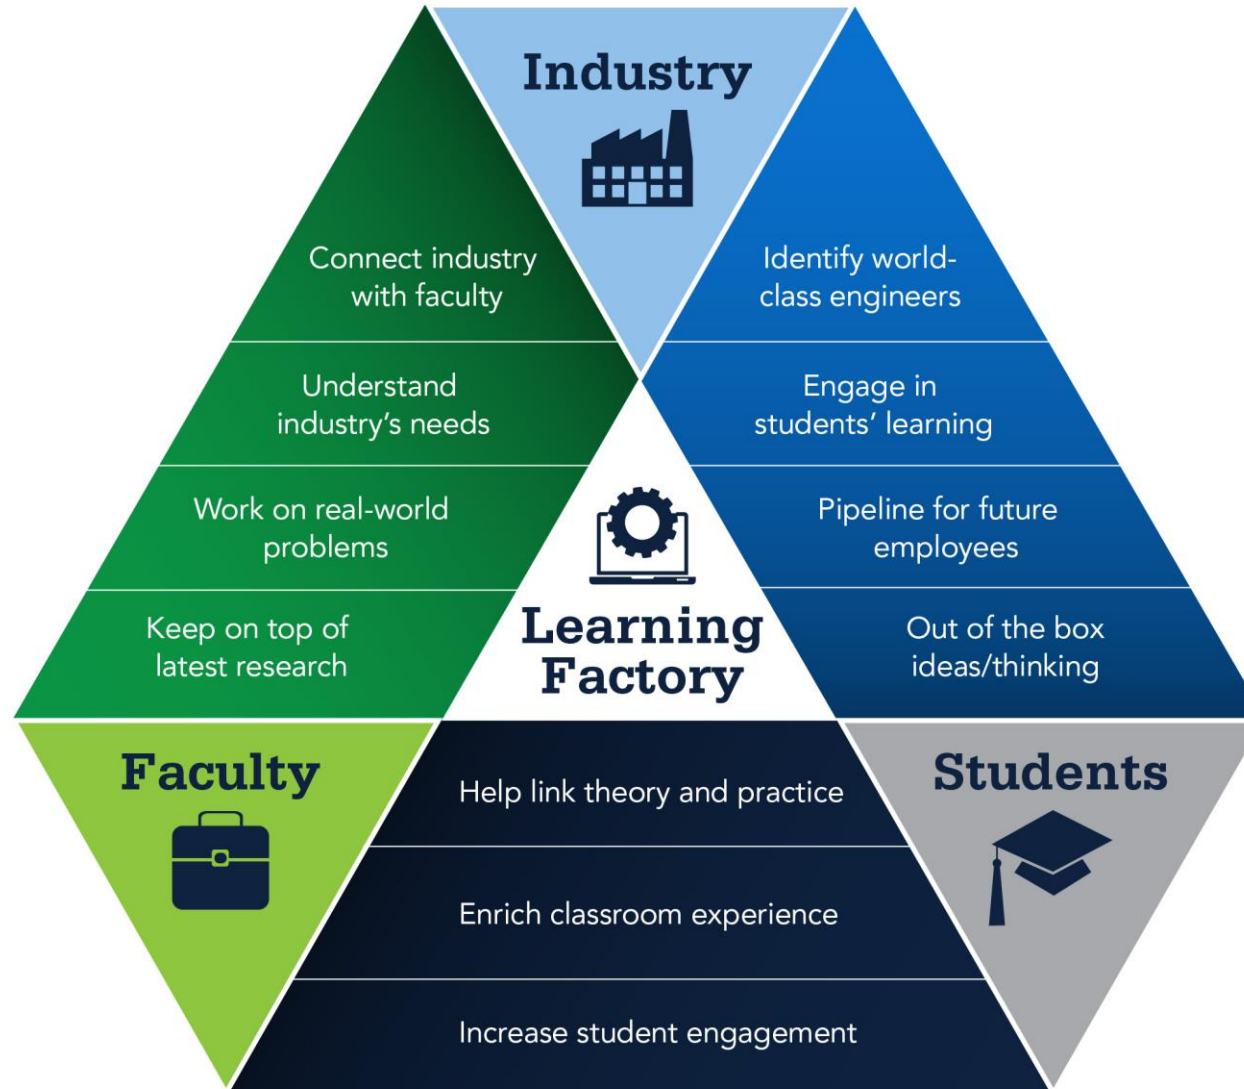 Industry
Connect industry
with faculty
Understand
industry's needs
Work on real-world
problems
Keep on top of
latest research
Identify world-
class engineers
Engage in
students' learning
Pipeline for future
employees
Out of the box
ideas/thinking
Learning
Factory
Faculty
Help link theory and practice
Enrich classroom experience
Increase student engagement
Students